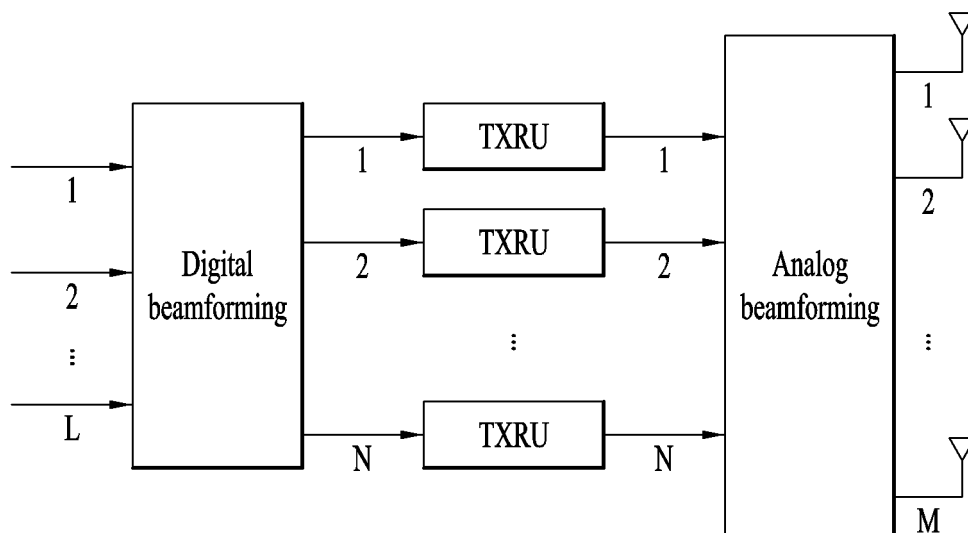 1
2
⋮
L
Digital
beamforming
1
2
N
TXRU
TXRU
⋮
TXRU
1
2
N
Analog
beamforming
1
2
⋮
M